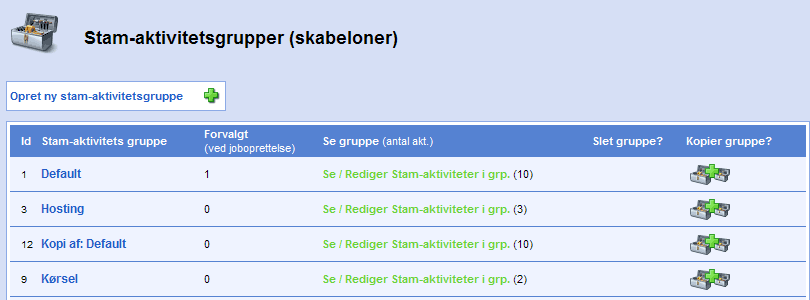 Stam-aktivitetsgrupper (skabeloner)
Opret ny stam-aktivitetsgruppe
Id Stam-aktivitets gruppe Forvalgt (ved joboprettelse) Se gruppe (antal akt.) Slet gruppe? Kopier gruppe?
1 Default 1 Se / Rediger Stam-aktiviteter i grp. (10)
3 Hosting 0 Se / Rediger Stam-aktiviteter i grp. (3)
12 Kopi af: Default 0 Se / Rediger Stam-aktiviteter i grp. (10)
9 Kørsel 0 Se / Rediger Stam-aktiviteter i grp. (2)